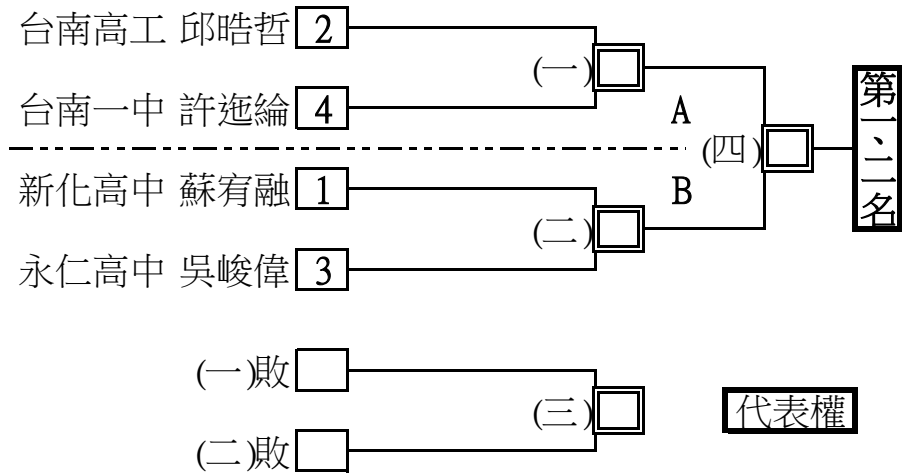 台南高工 邱晧哲 2
(一)
台南一中 許迤綸 4
A
(四)
第一、二名
新化高中 蘇宥融 1
B
(二)
永仁高中 吳峻偉 3
(一)敗
(三)
代表權
(二)敗